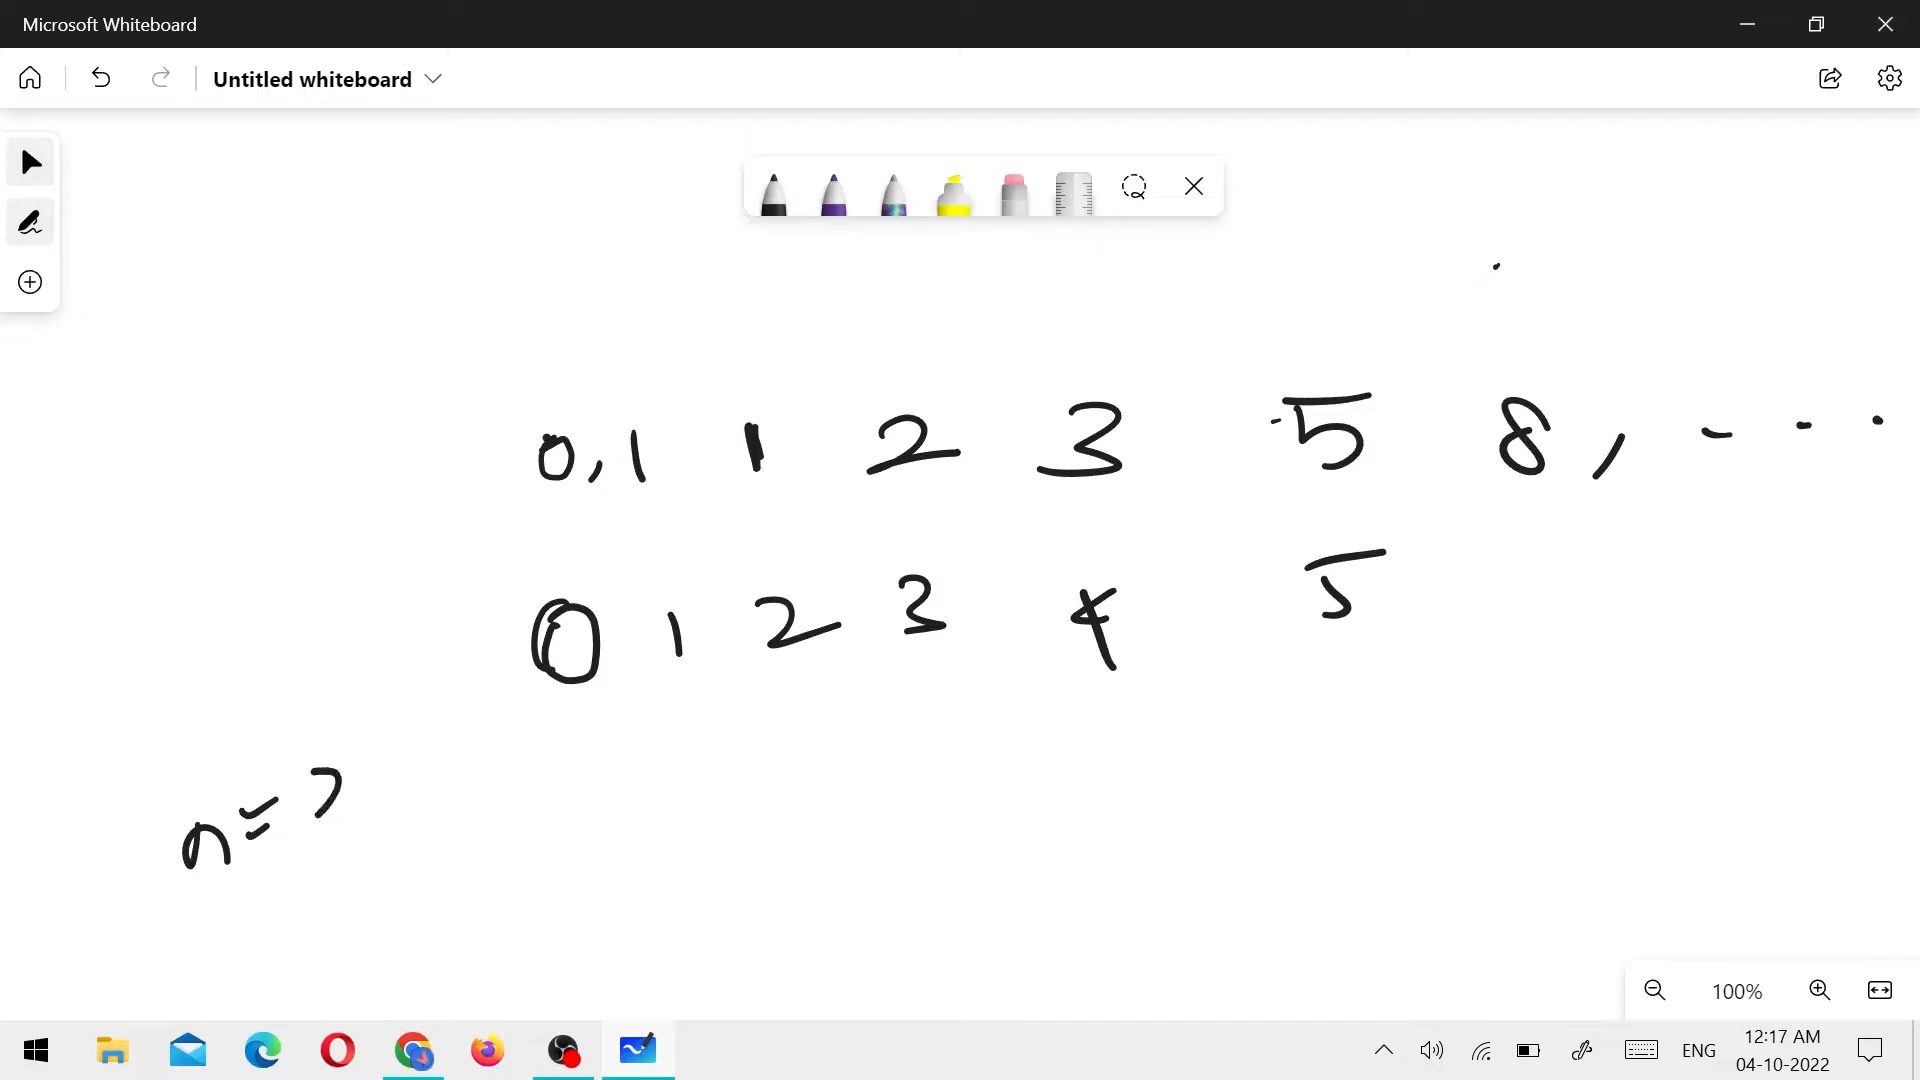 Microsoft Whiteboard
Untitled whiteboard
0, 1 1 2 3 5 8, - - .
0 1 2 3 4 5
n =
100%
ENG
12:17 AM
04-10-2022